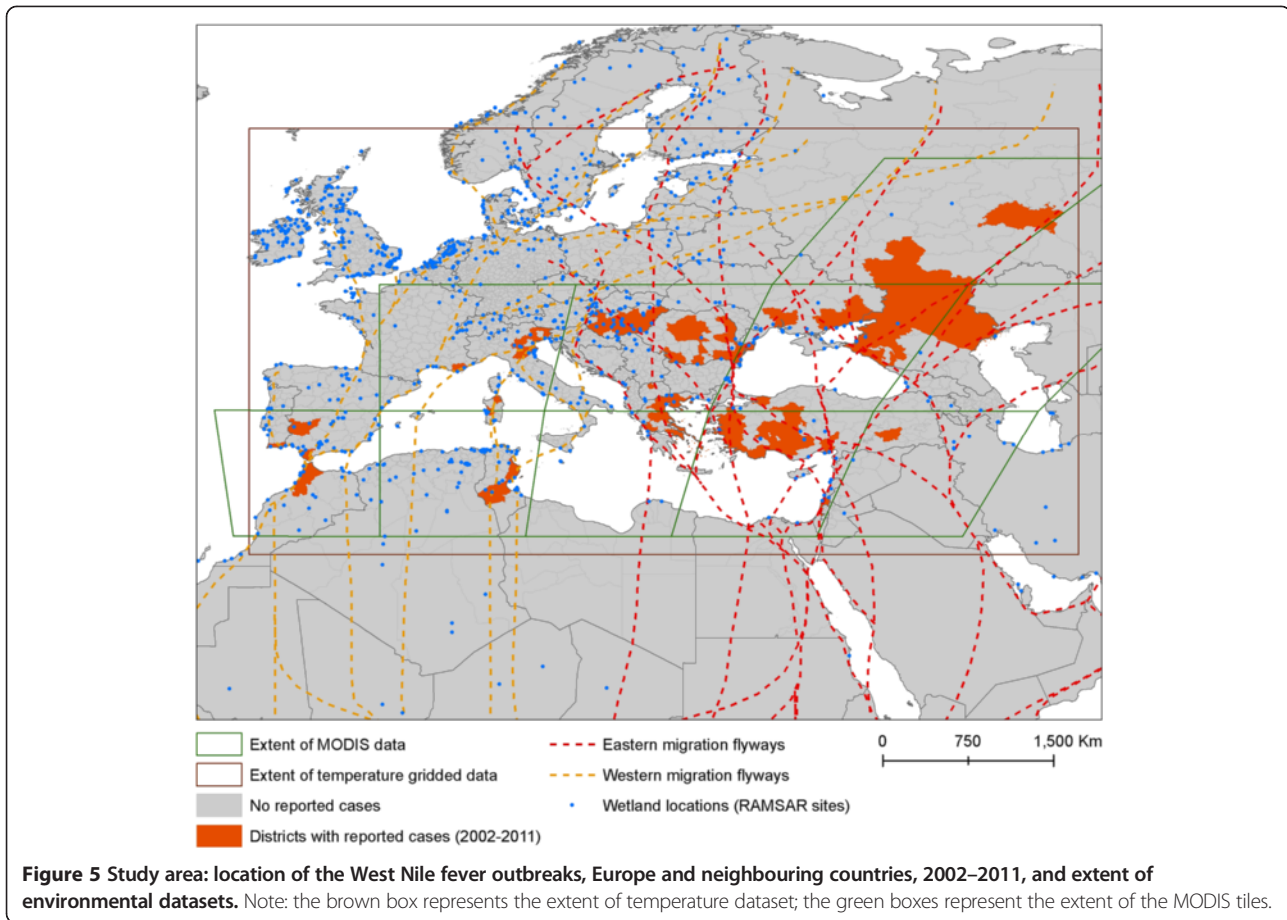 Extent of MODIS data
Extent of temperature gridded data
No reported cases
Districts with reported cases (2002-2011)
Eastern migration flyways
Western migration flyways
Wetland locations (RAMSAR sites)
0 750 1,500 Km
Figure 5 Study area: location of the West Nile fever outbreaks, Europe and neighbouring countries, 2002–2011, and extent of
environmental datasets. Note: the brown box represents the extent of temperature dataset; the green boxes represent the extent of the MODIS tiles.